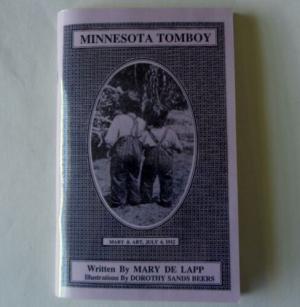 MINNESOTA TOMBOY
MARY & ART, JULY 4, 1912
Written By MARY DE LAPP
Illustrations By DOROTHY SANDS BEERS